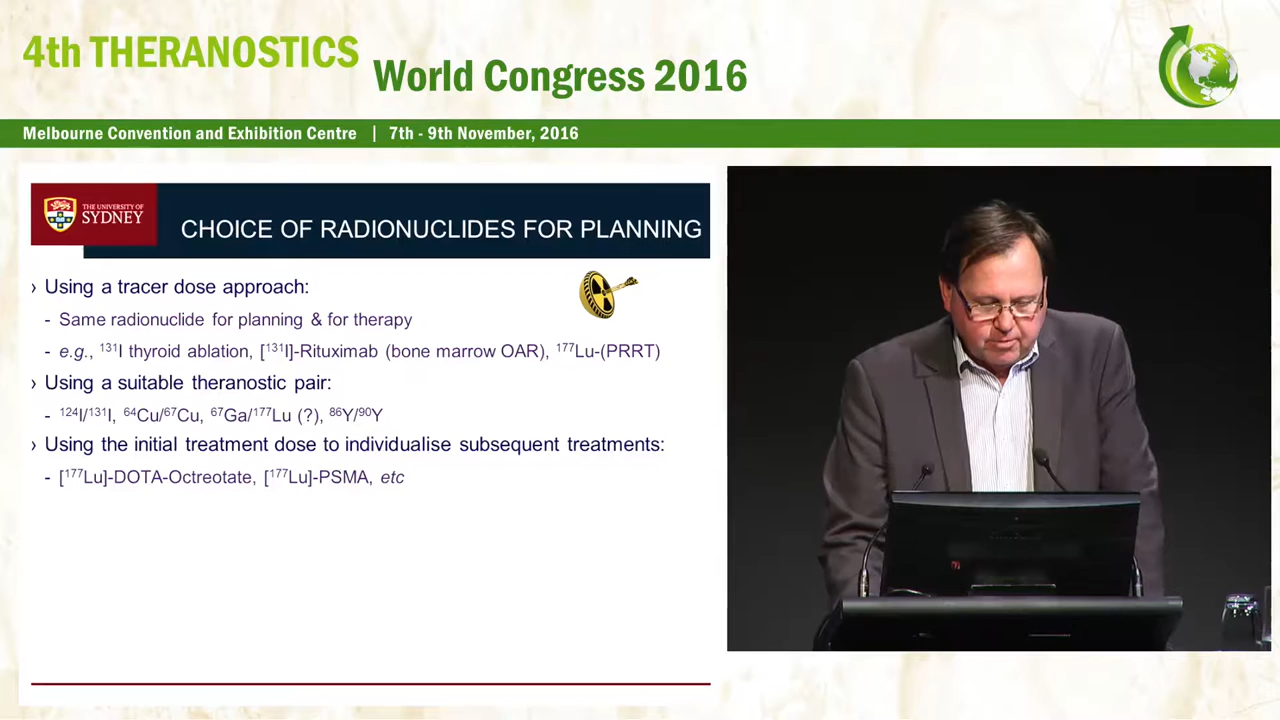 4th THERANOSTICS
World Congress 2016
Melbourne Convention and Exhibition Centre | 7th - 9th November, 2016
THE UNIVERSITY OF
SYDNEY
CHOICE OF RADIONUCLIDES FOR PLANNING
› Using a tracer dose approach:
- Same radionuclide for planning & for therapy
- e.g., ¹³¹I thyroid ablation, [¹³¹I]-Rituximab (bone marrow OAR), ¹⁷⁷Lu-(PRRT)
› Using a suitable theranostic pair:
- ¹²⁴I/¹³¹I, ⁶⁴Cu/⁶⁷Cu, ⁶⁷Ga/¹⁷⁷Lu (?), ⁸⁶Y/⁹⁰Y
› Using the initial treatment dose to individualise subsequent treatments:
- [¹⁷⁷Lu]-DOTA-Octreotate, [¹⁷⁷Lu]-PSMA, etc